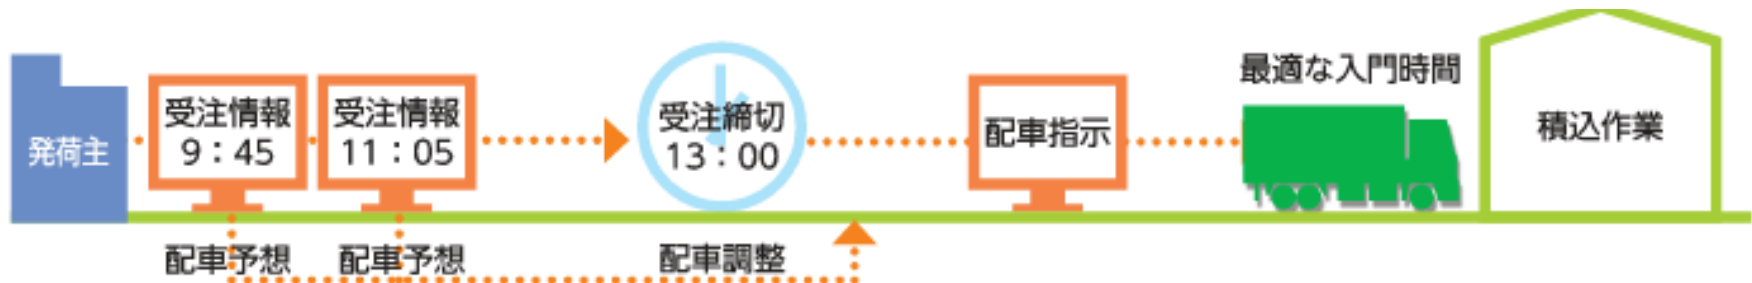 発荷主
受注情報
9：45
受注情報
11：05
受注締切
13：00
配車指示
最適な入門時間
積込作業
配車予想
配車予想
配車調整